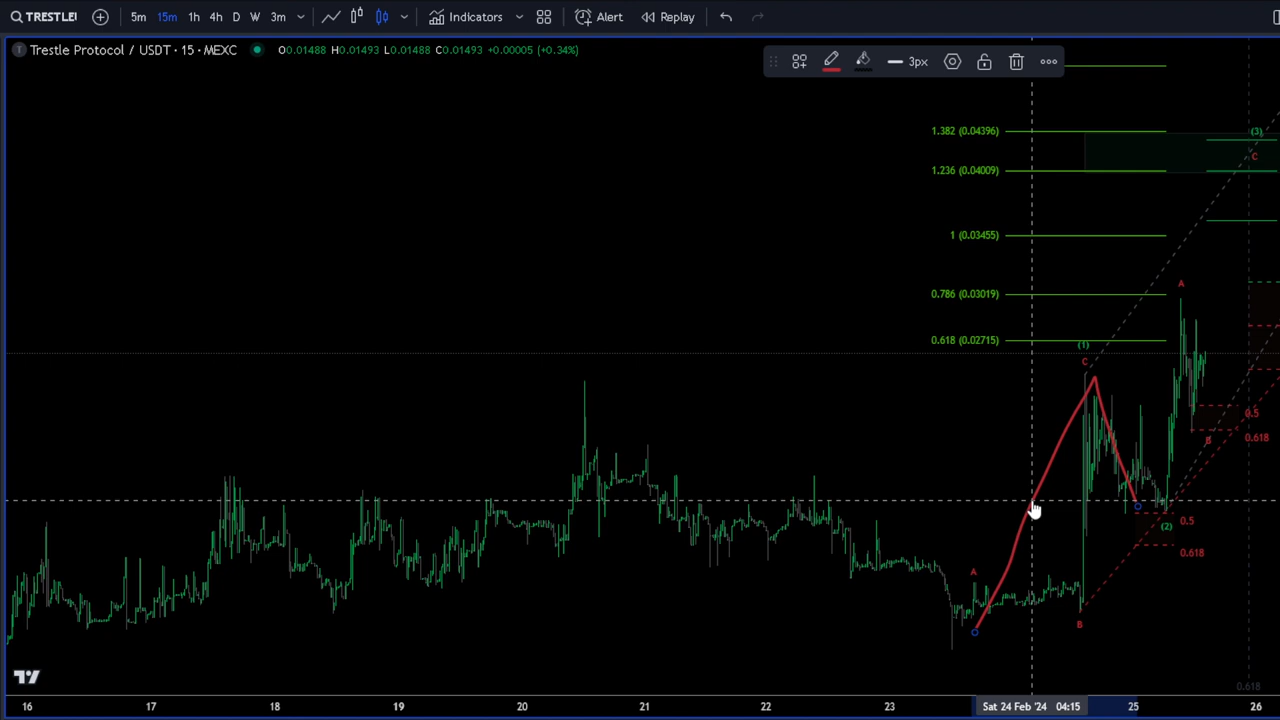 TRESTLE 5m 15m 1h 4h D W 3m Indicators Alert Replay
T Trestle Protocol / USDT · 15 · MEXC O0.01488 H0.01493 L0.01488 C0.01493 +0.00005 (+0.34%)
3px
1.382 (0.04396)
(3)
C
1.236 (0.04009)
1 (0.03455)
A
0.786 (0.03019)
0.618 (0.02715)
(1)
C
0.5
0.618
B
0.5
(2)
0.618
A
B
0.618
16 17 18 19 20 21 22 23 Sat 24 Feb '24 04:15 25 26